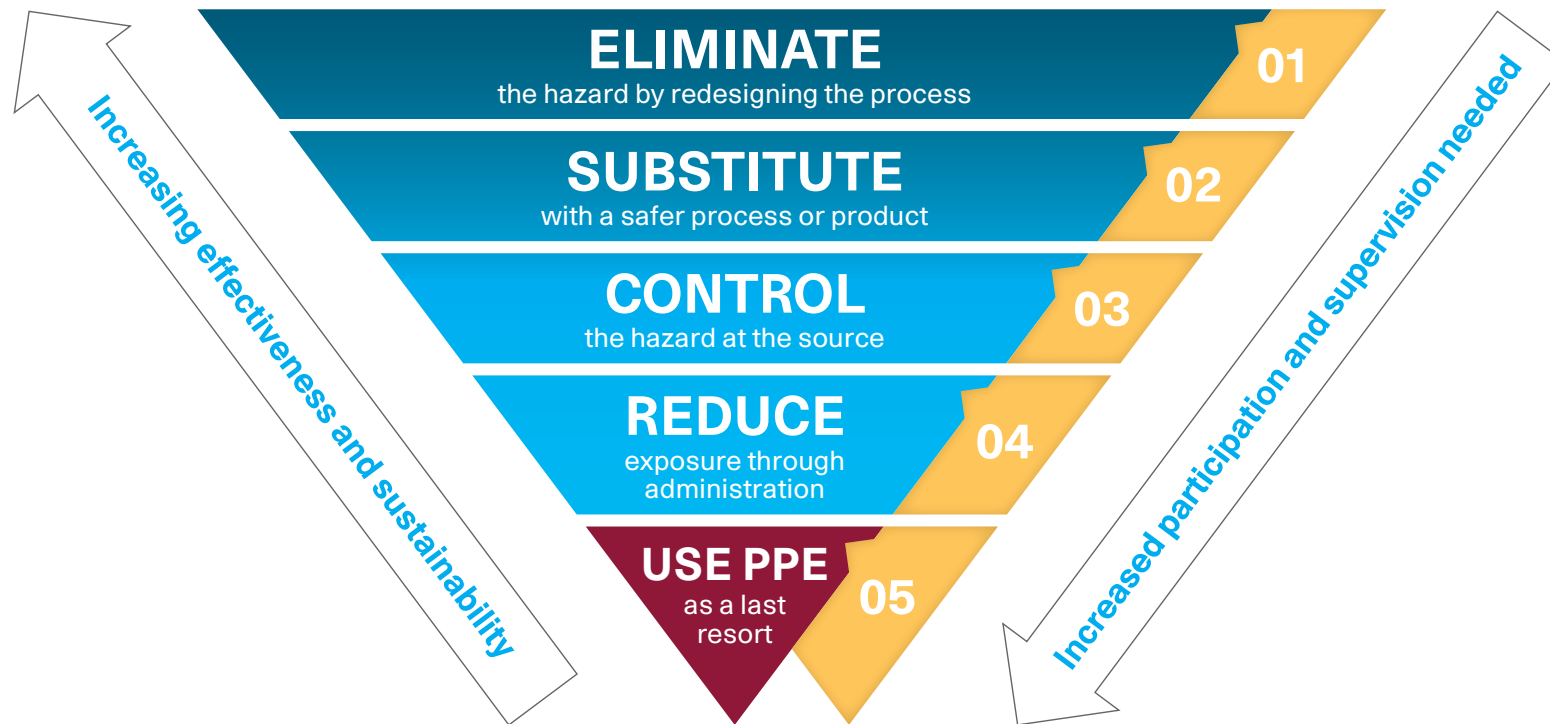 ELIMINATE
the hazard by redesigning the process
01
SUBSTITUTE
with a safer process or product
02
CONTROL
the hazard at the source
03
REDUCE
exposure through
administration
04
USE PPE
as a last
resort
05
Increasing effectiveness and sustainability
Increased participation and supervision needed